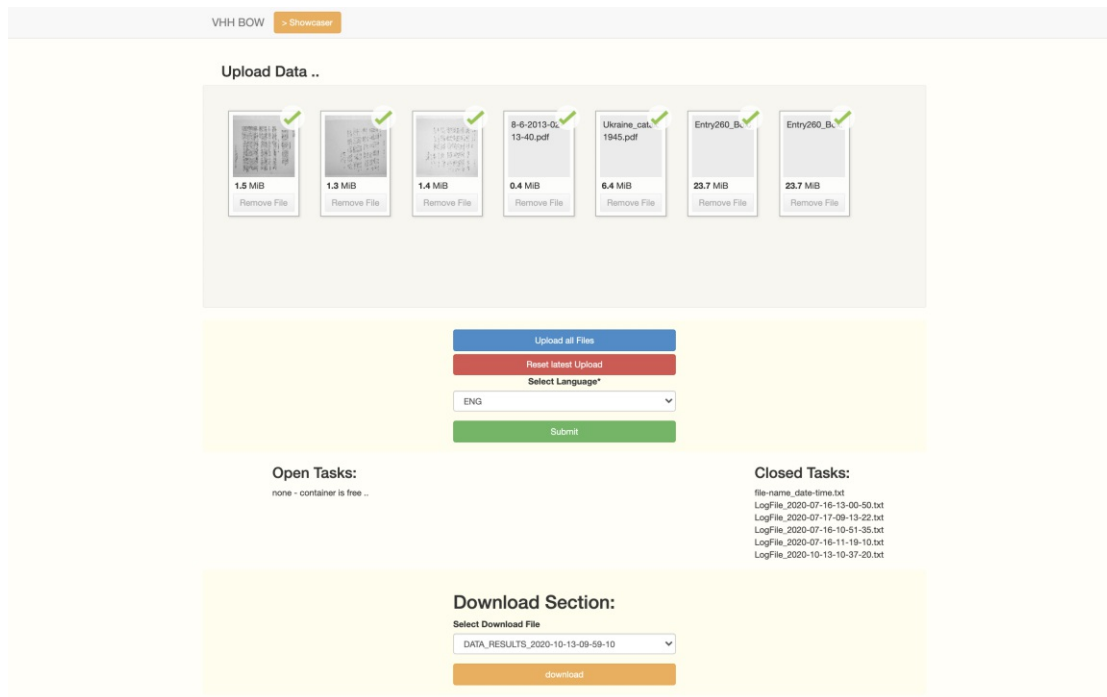 VHH BOW
> Showcaser
Upload Data ..
1.5 MiB
Remove File
1.3 MiB
Remove File
1.4 MiB
Remove File
8-6-2013-02
13-40.pdf
0.4 MiB
Remove File
Ukraine_cat
1945.pdf
6.4 MiB
Remove File
Entry260_B
23.7 MiB
Remove File
Entry260_B
23.7 MiB
Remove File
Upload all Files
Reset latest Upload
Select Language*
ENG
Submit
Open Tasks:
none - container is free ..
Closed Tasks:
file-name_date-time.txt
LogFile_2020-07-16-13-00-50.txt
LogFile_2020-07-17-09-13-22.txt
LogFile_2020-07-16-10-51-35.txt
LogFile_2020-07-16-11-19-10.txt
LogFile_2020-10-13-10-37-20.txt
Download Section:
Select Download File
DATA_RESULTS_2020-10-13-09-59-10
download